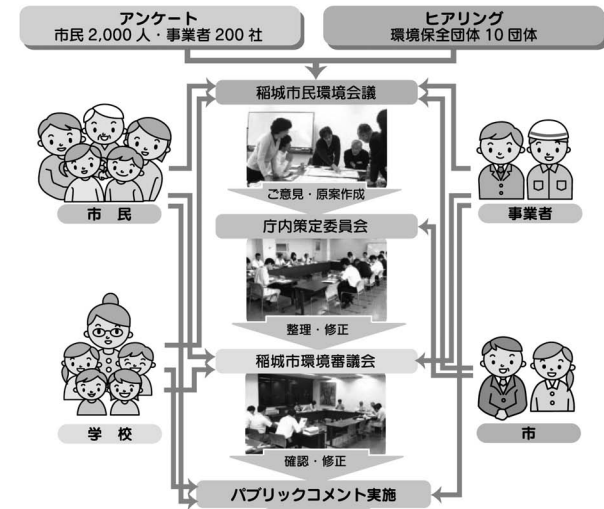 アンケート
市民 2,000 人・事業者 200 社
ヒアリング
環境保全団体 10 団体
稲城市民環境会議
ご意見・原案作成
市 民
事業者
庁内策定委員会
整理・修正
稲城市環境審議会
学 校
市
確認・修正
パブリックコメント実施